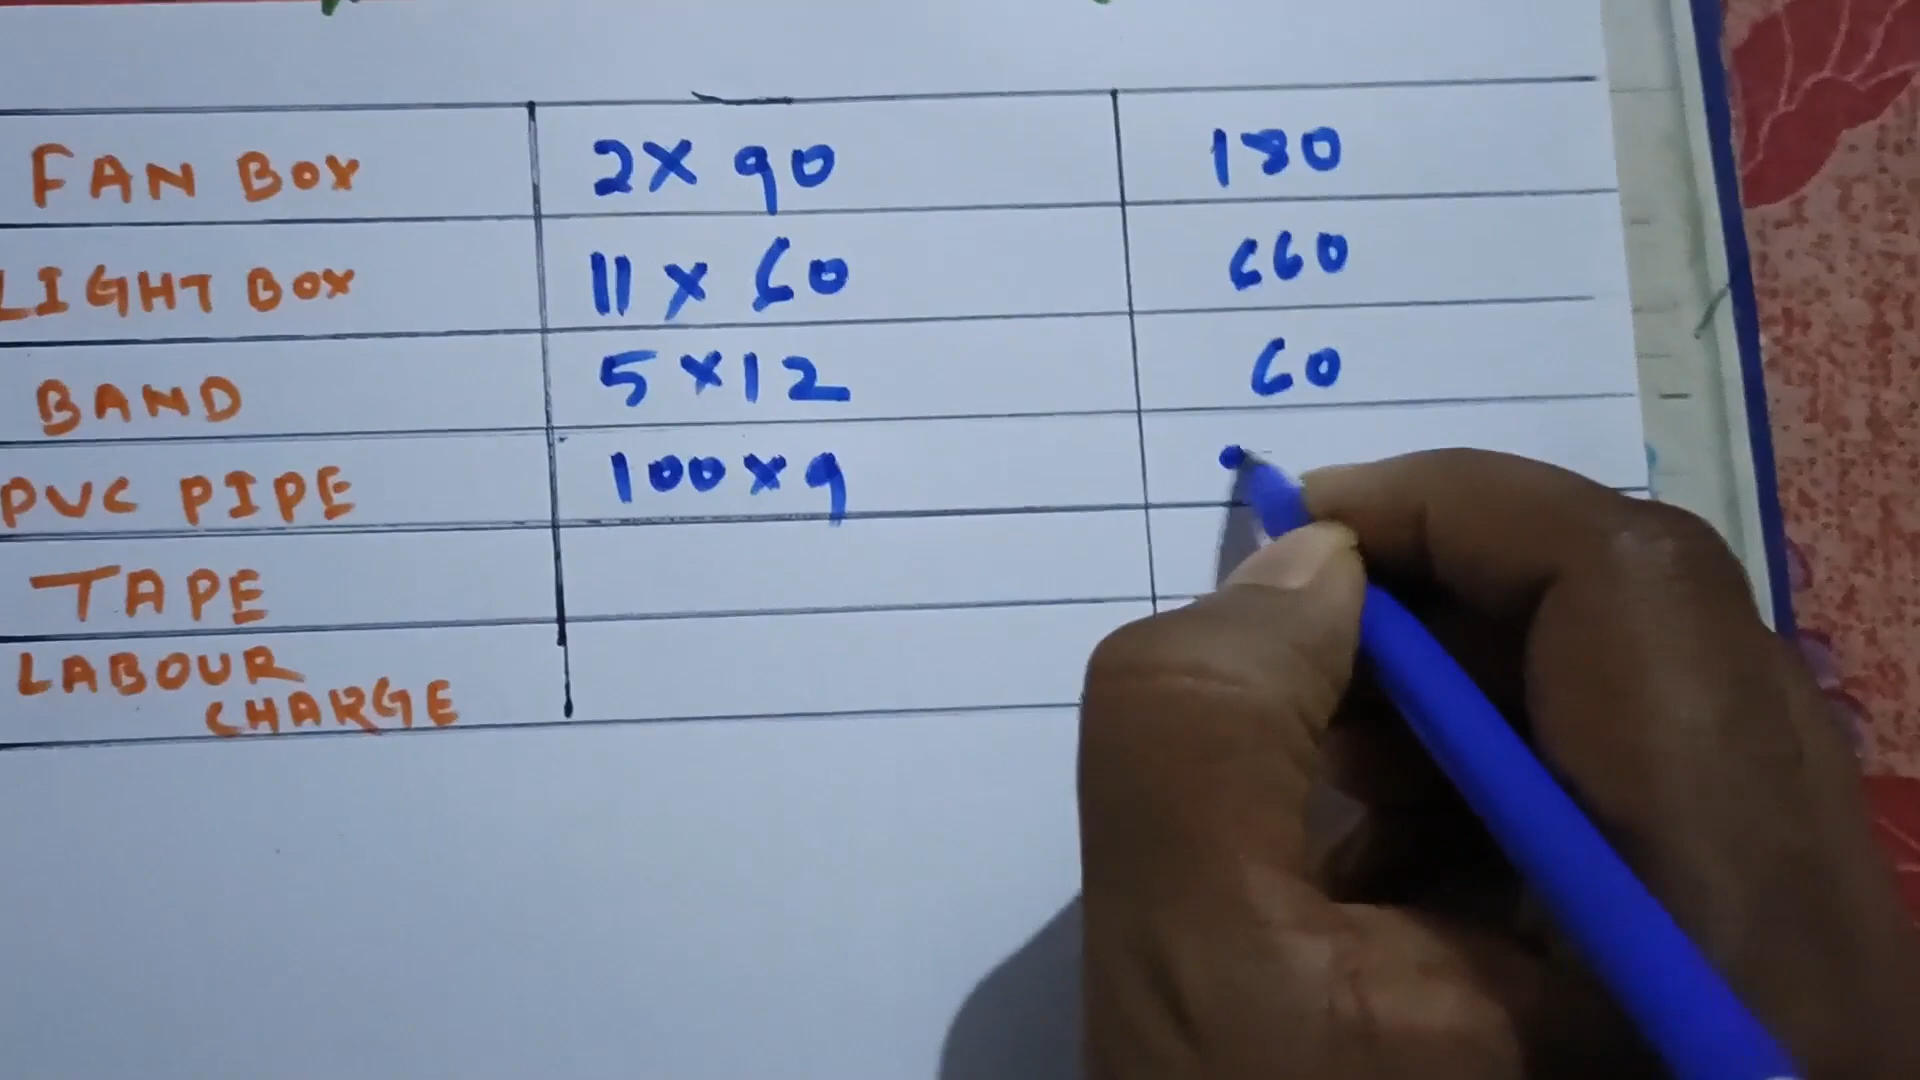 FAN BOX 2 X 90 180
LIGHT BOX 11 X 60 660
BAND 5 X 12 60
PVC PIPE 100 X 9
TAPE
LABOUR
CHARGE